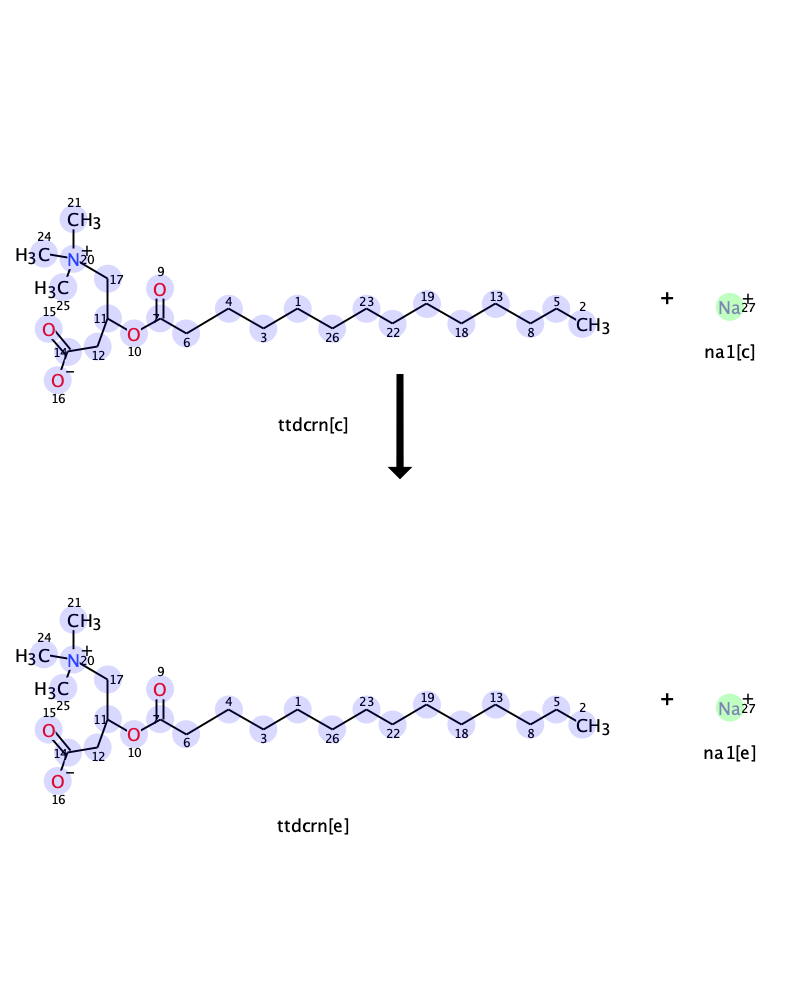 21
CH3
24
H3C
N
+
20
17
H3C
25
9
O
15
O
11
7
14
12
O
10
6
4
3
1
26
23
22
19
18
13
8
5
2
CH3
O
−
16
+
Na
+
27
na1[c]
ttdcrn[c]
21
CH3
24
H3C
N
+
20
17
H3C
25
9
O
15
O
11
7
14
12
O
10
6
4
3
1
26
23
22
19
18
13
8
5
2
CH3
O
−
16
+
Na
+
27
na1[e]
ttdcrn[e]